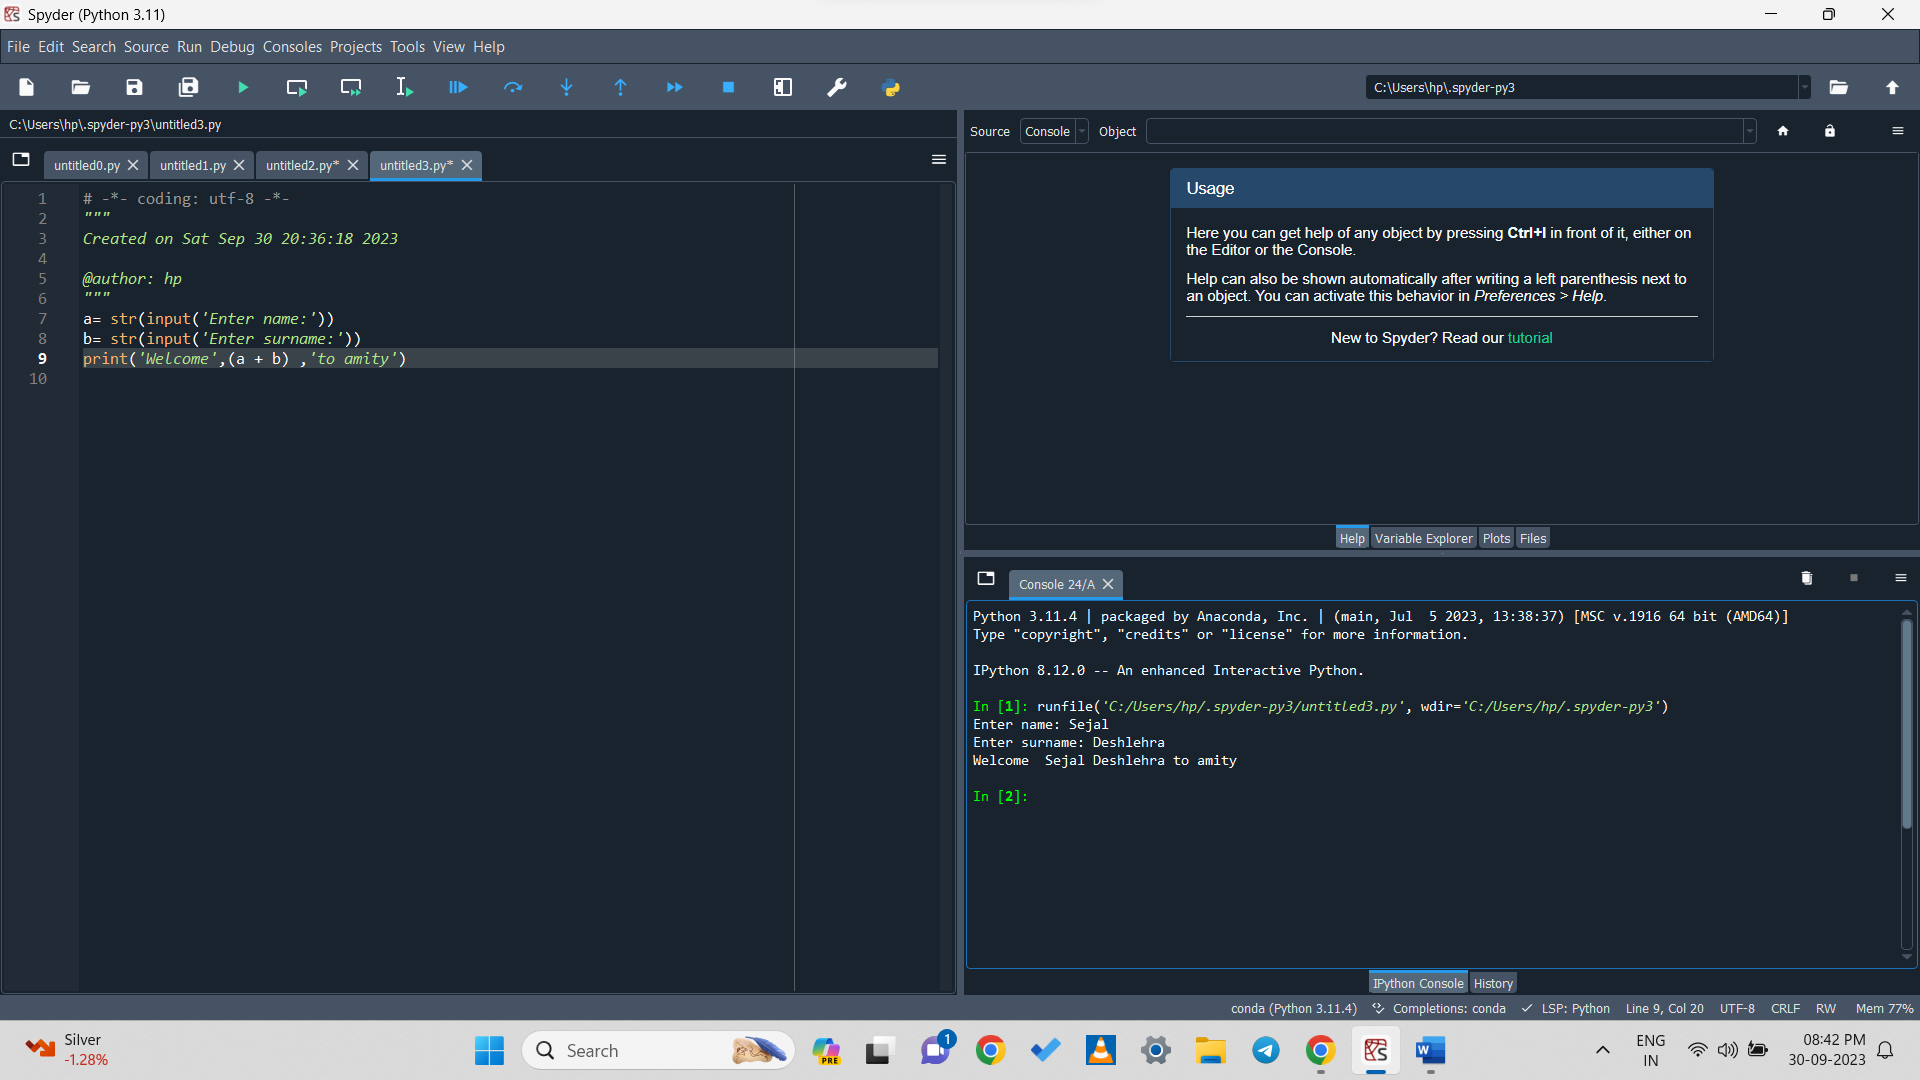 Spyder (Python 3.11)
File Edit Search Source Run Debug Consoles Projects Tools View Help
C:\Users\hp\.spyder-py3
C:\Users\hp\.spyder-py3\untitled3.py
untitled0.py untitled1.py untitled2.py* untitled3.py*
1 # -*- coding: utf-8 -*-
2 """
3 Created on Sat Sep 30 20:36:18 2023
4
5 @author: hp
6 """
7 a= str(input('Enter name:'))
8 b= str(input('Enter surname:'))
9 print('Welcome',(a + b) ,'to amity')
10
Source Console Object
Usage
Here you can get help of any object by pressing Ctrl+I in front of it, either on
the Editor or the Console.
Help can also be shown automatically after writing a left parenthesis next to
an object. You can activate this behavior in Preferences > Help.
New to Spyder? Read our tutorial
Help Variable Explorer Plots Files
Console 24/A
Python 3.11.4 | packaged by Anaconda, Inc. | (main, Jul  5 2023, 13:38:37) [MSC v.1916 64 bit (AMD64)]
Type "copyright", "credits" or "license" for more information.
IPython 8.12.0 -- An enhanced Interactive Python.
In [1]: runfile('C:/Users/hp/.spyder-py3/untitled3.py', wdir='C:/Users/hp/.spyder-py3')
Enter name: Sejal
Enter surname: Deshlehra
Welcome  Sejal Deshlehra to amity
In [2]:
IPython Console History
conda (Python 3.11.4) Completions: conda LSP: Python Line 9, Col 20 UTF-8 CRLF RW Mem 77%
Silver
-1.28%
Search
PRE
1
ENG
IN
08:42 PM
30-09-2023